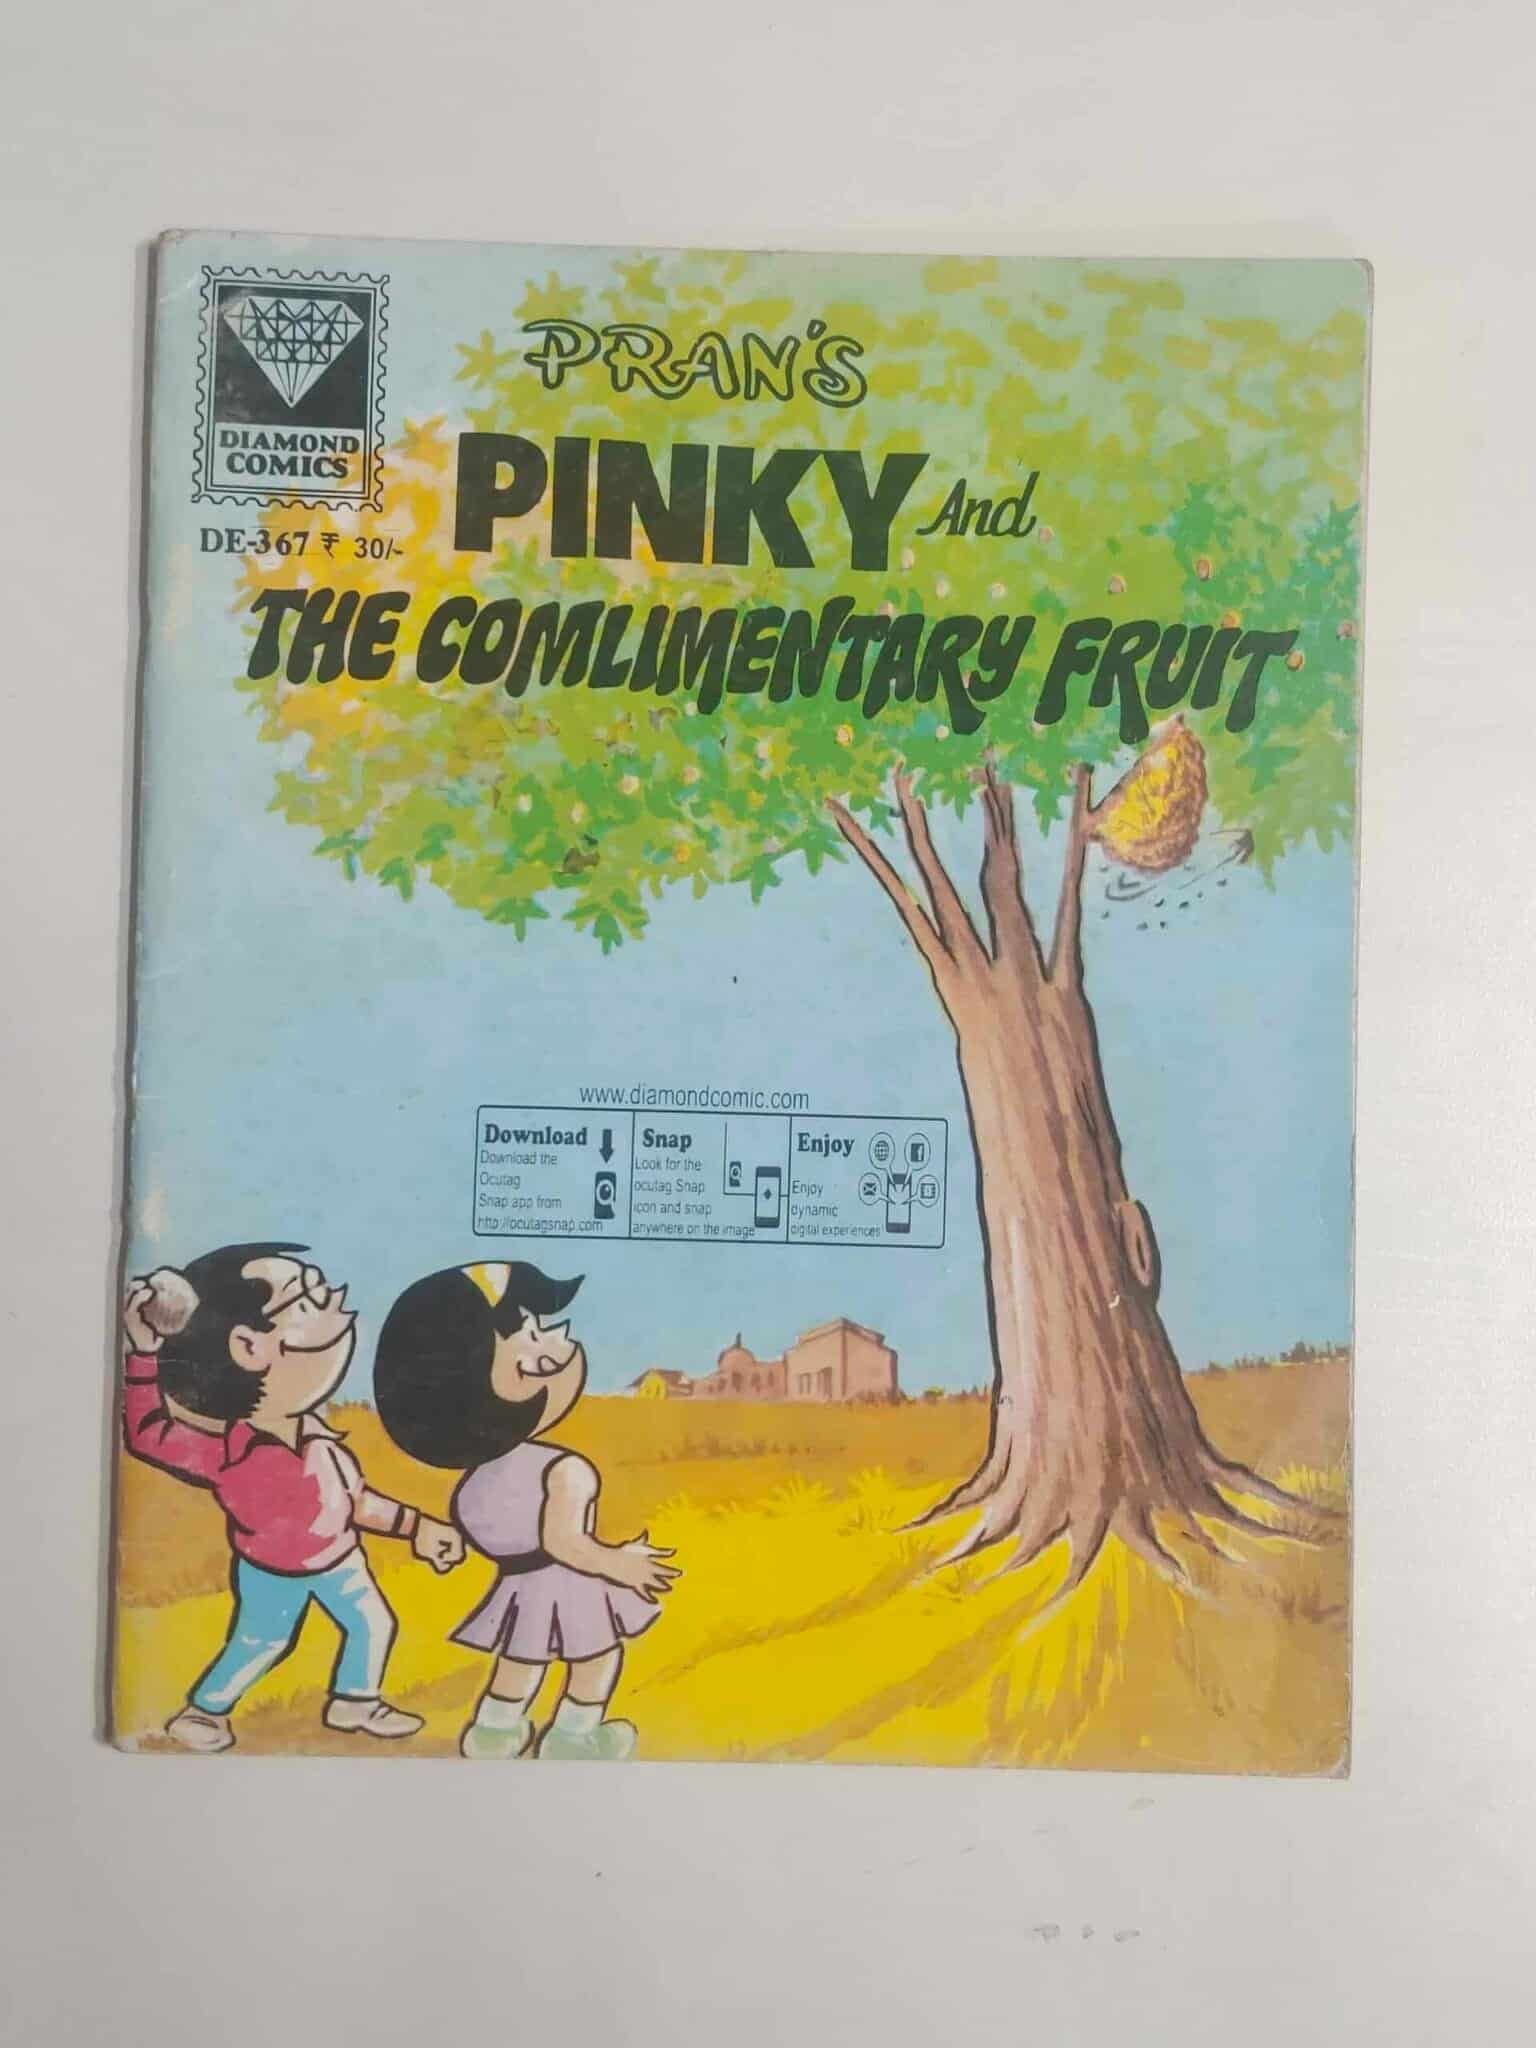 PRAN'S
DIAMOND
COMICS
DE-367 ₹ 30/-
PINKY And
THE COMLIMENTARY FRUIT
www.diamondcomic.com
Download
Download the
Ocutag
Snap app from
http://ocutagsnap.com
Snap
Look for the
ocutag Snap
icon and snap
anywhere on the image
Enjoy
Enjoy
dynamic
digital experiences